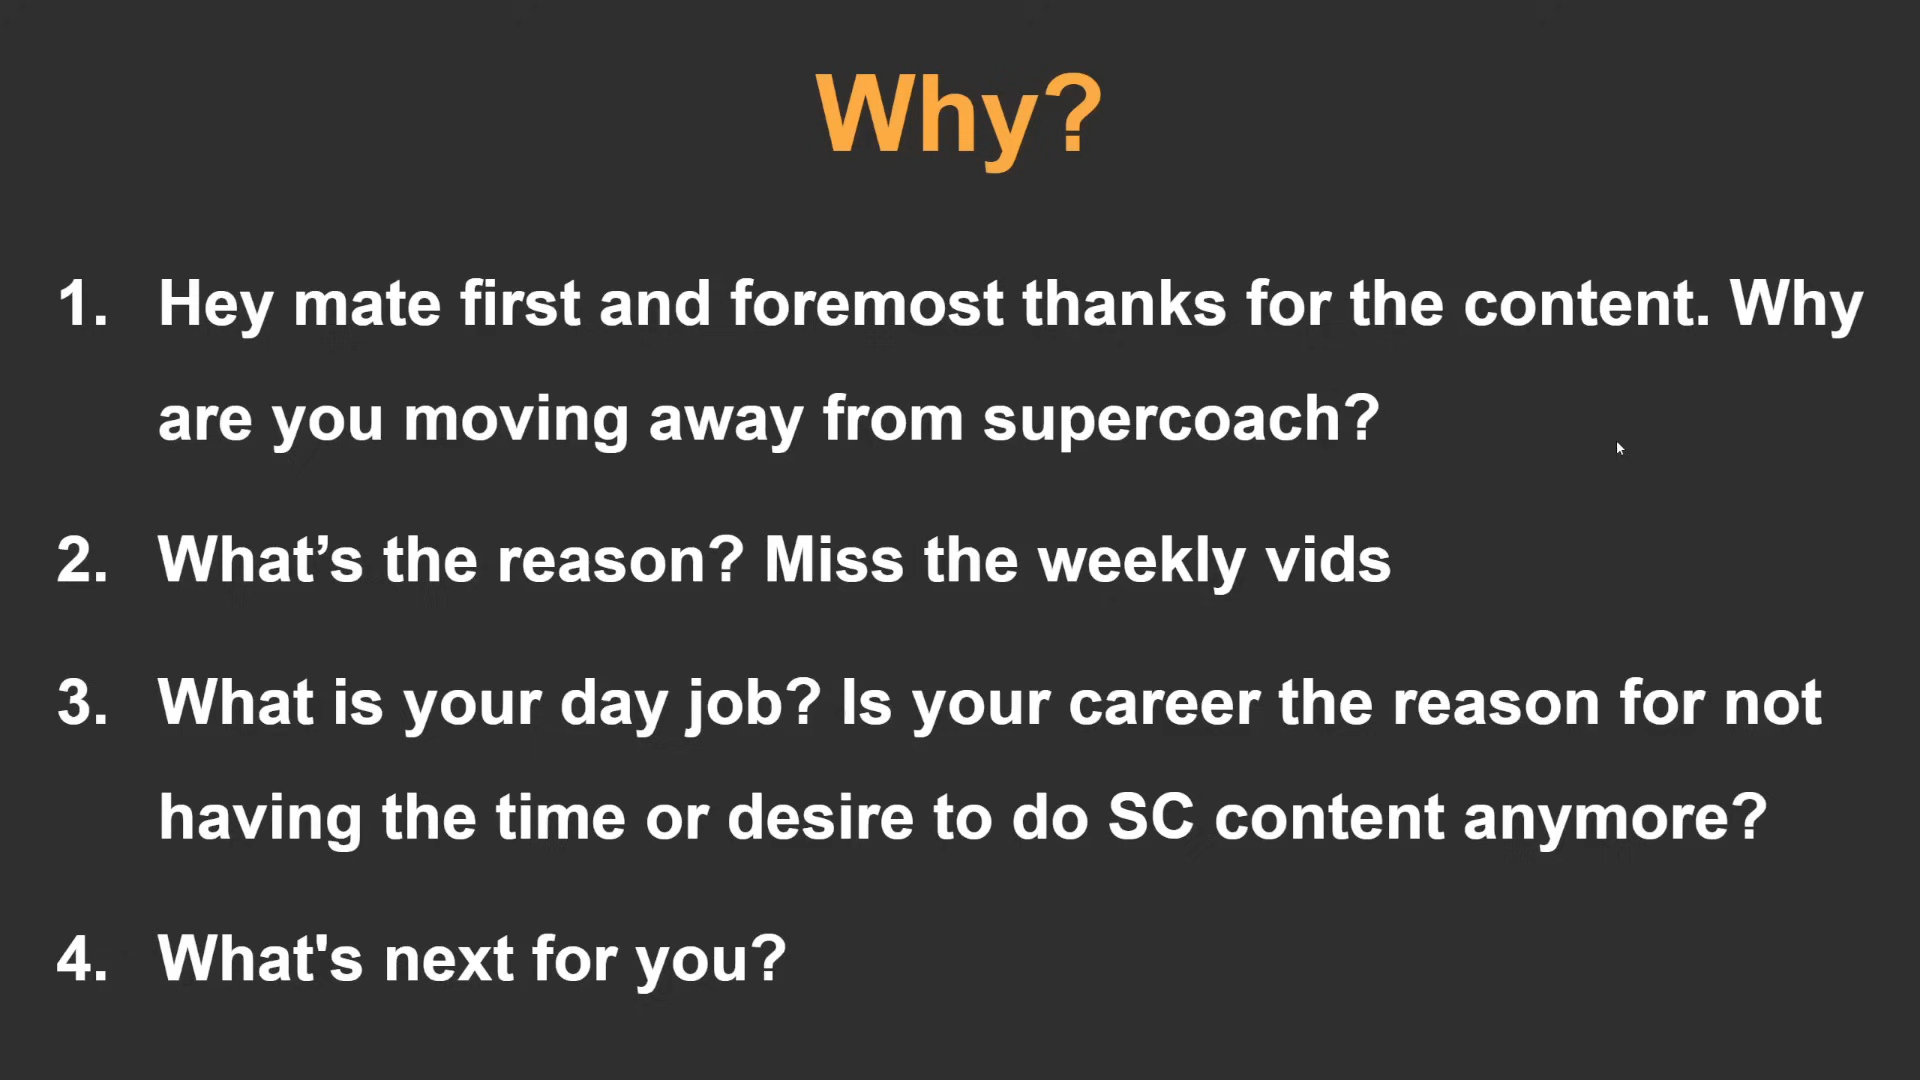 Why?
1. Hey mate first and foremost thanks for the content. Why
are you moving away from supercoach?
2. What’s the reason? Miss the weekly vids
3. What is your day job? Is your career the reason for not
having the time or desire to do SC content anymore?
4. What's next for you?